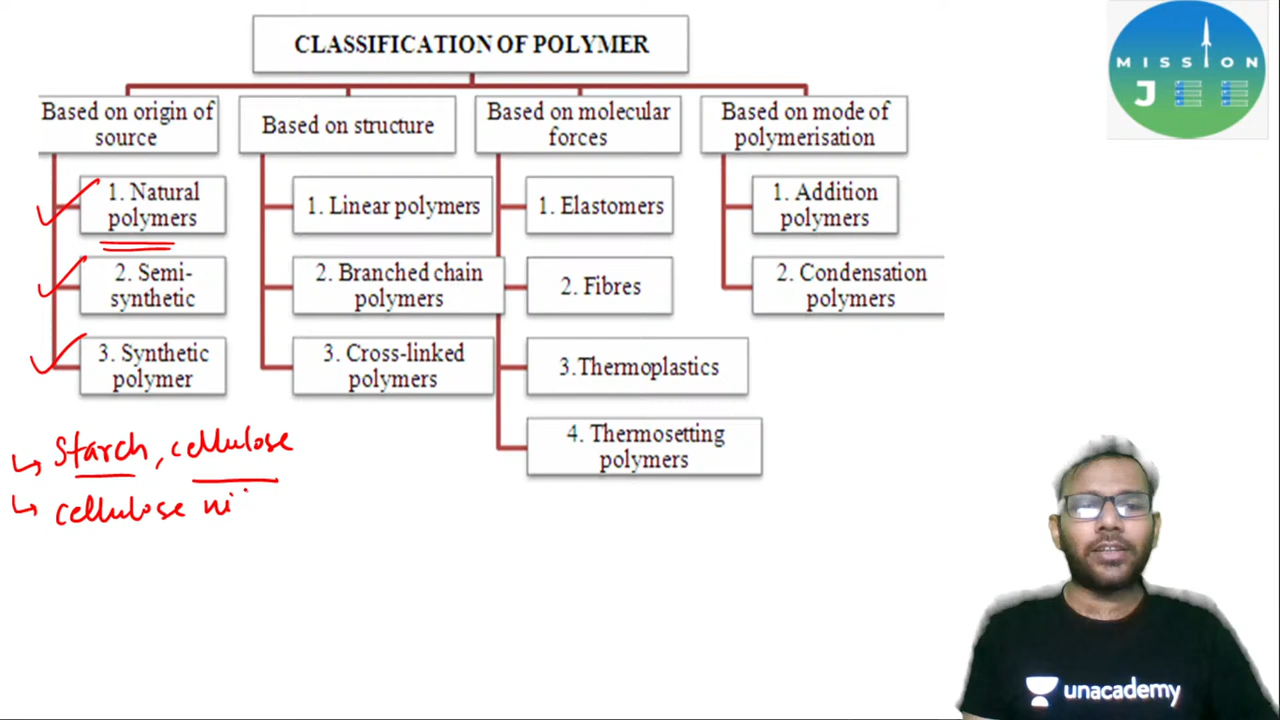 CLASSIFICATION OF POLYMER
MISSION
JEE
Based on origin of
source
Based on structure
Based on molecular
forces
Based on mode of
polymerisation
1. Natural
polymers
1. Linear polymers
1. Elastomers
1. Addition
polymers
2. Semi-
synthetic
2. Branched chain
polymers
2. Fibres
2. Condensation
polymers
3. Synthetic
polymer
3. Cross-linked
polymers
3.Thermoplastics
4. Thermosetting
polymers
↳ Starch, cellulose
↳ cellulose ni
unacademy